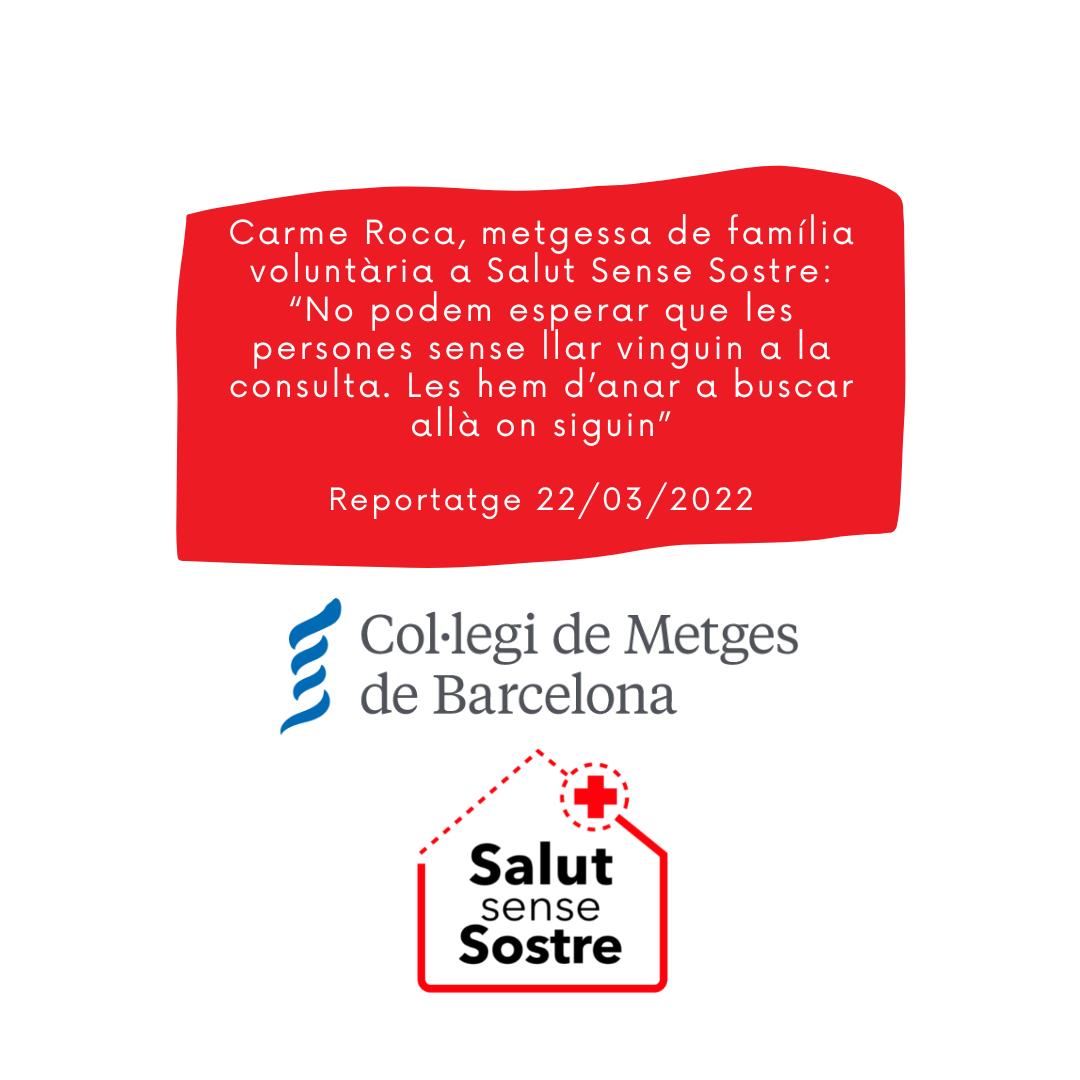 Carme Roca, metgessa de família
voluntària a Salut Sense Sostre:
“No podem esperar que les
persones sense llar vinguin a la
consulta. Les hem d’anar a buscar
allà on siguin”
Reportatge 22/03/2022
Col·legi de Metges
de Barcelona
Salut
sense
Sostre